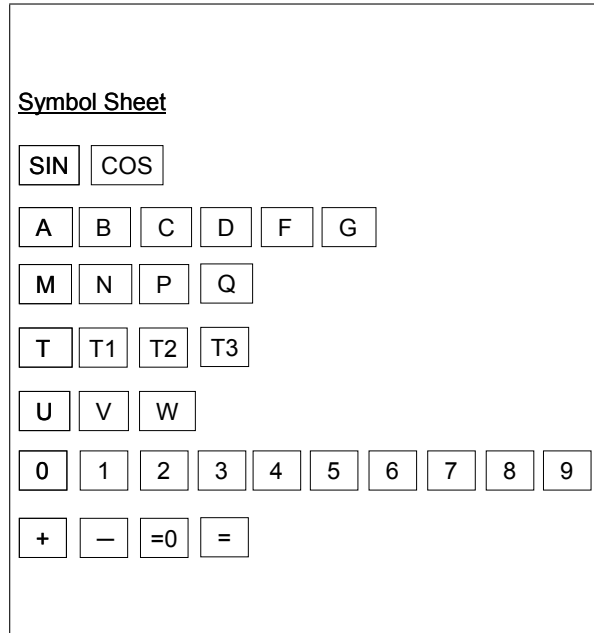 Symbol Sheet
SIN COS
A B C D F G
M N P Q
T T1 T2 T3
U V W
0 1 2 3 4 5 6 7 8 9
+ — =0 =